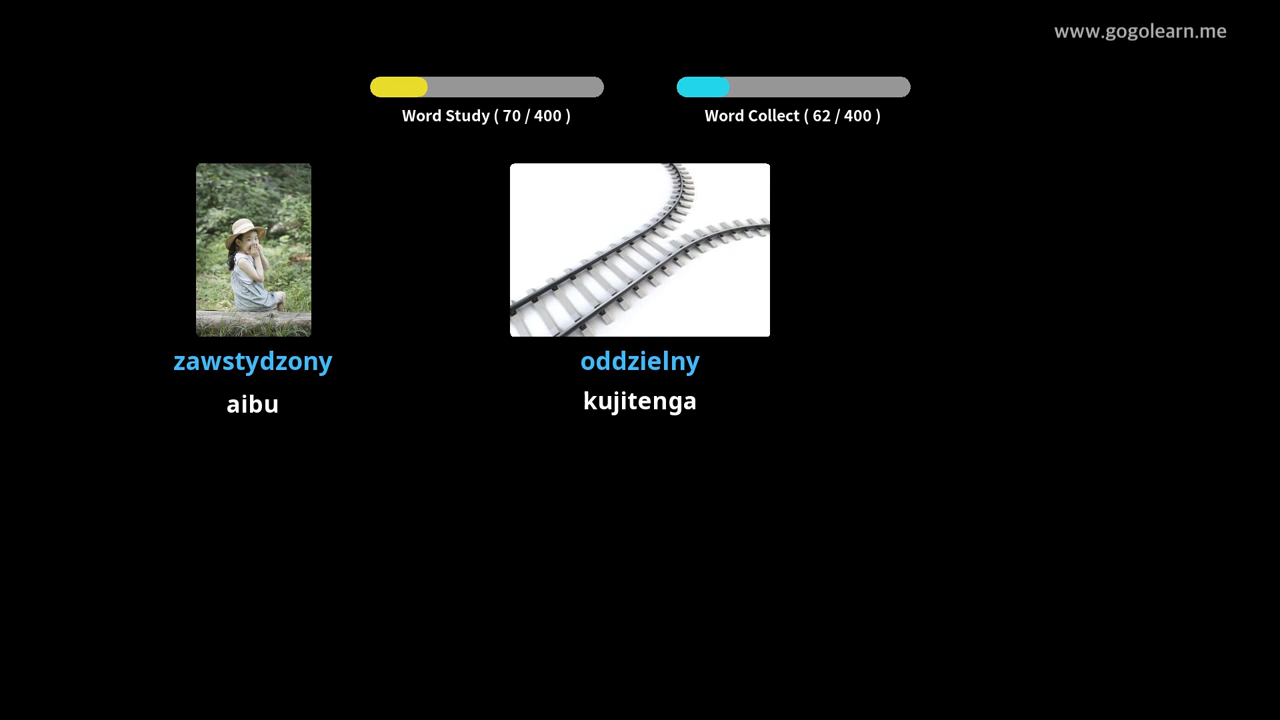 www.gogolearn.me
Word Study ( 70 / 400 )
Word Collect ( 62 / 400 )
zawstydzony
oddzielny
aibu
kujitenga